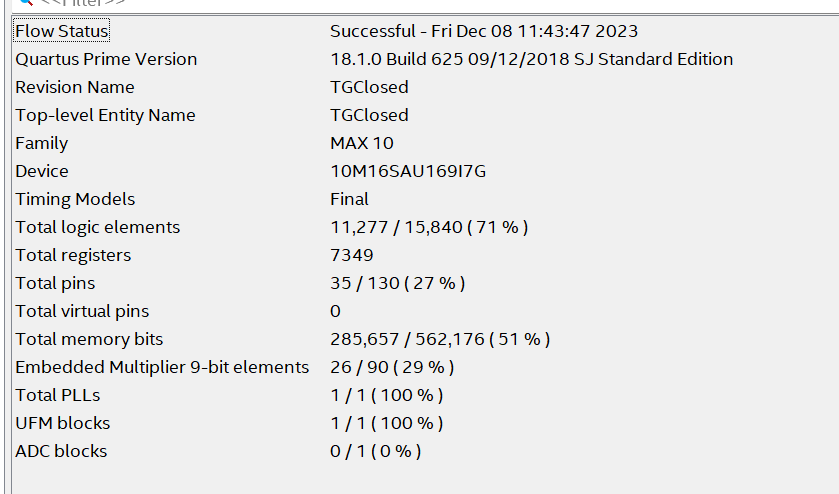 <<Filter>>
Flow Status Successful - Fri Dec 08 11:43:47 2023
Quartus Prime Version 18.1.0 Build 625 09/12/2018 SJ Standard Edition
Revision Name TGClosed
Top-level Entity Name TGClosed
Family MAX 10
Device 10M16SAU169I7G
Timing Models Final
Total logic elements 11,277 / 15,840 ( 71 % )
Total registers 7349
Total pins 35 / 130 ( 27 % )
Total virtual pins 0
Total memory bits 285,657 / 562,176 ( 51 % )
Embedded Multiplier 9-bit elements 26 / 90 ( 29 % )
Total PLLs 1 / 1 ( 100 % )
UFM blocks 1 / 1 ( 100 % )
ADC blocks 0 / 1 ( 0 % )